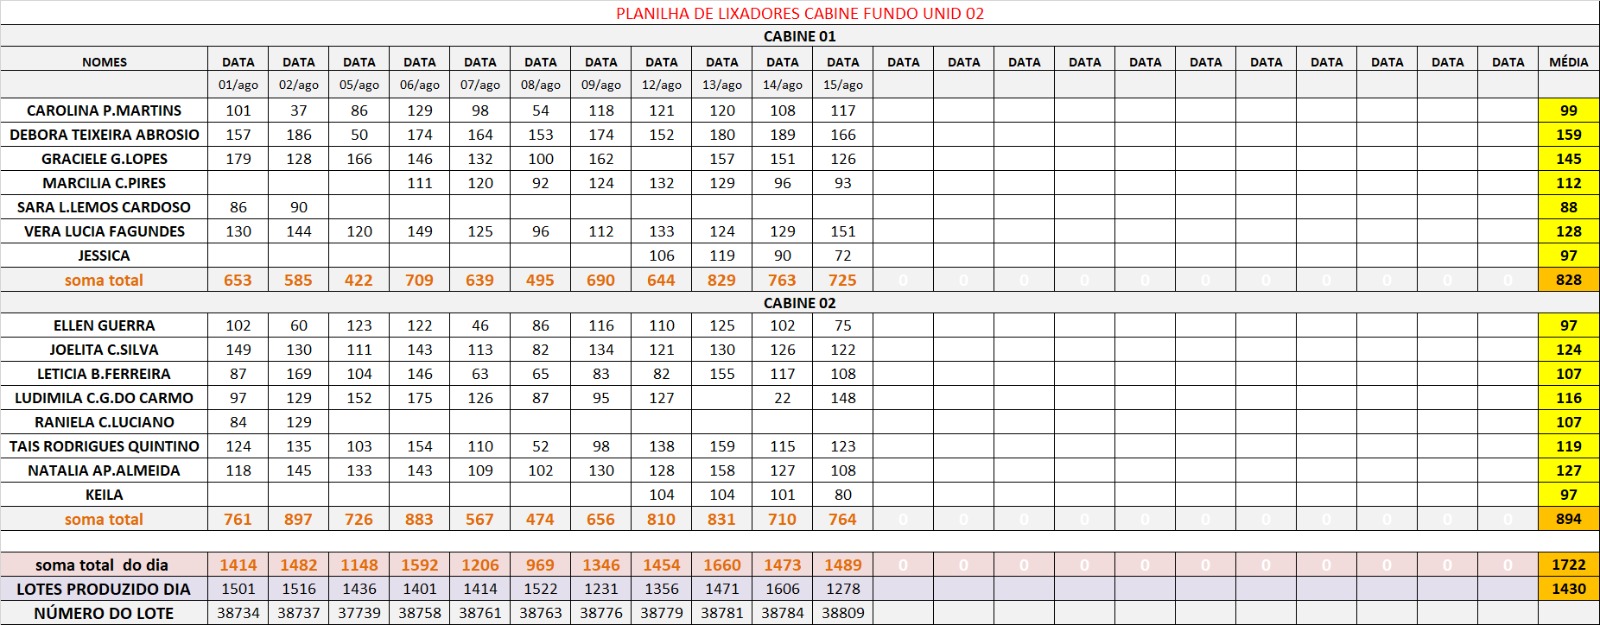 PLANILHA DE LIXADORES CABINE FUNDO UNID 02
CABINE 01
NOMES DATA DATA DATA DATA DATA DATA DATA DATA DATA DATA DATA DATA DATA DATA DATA DATA DATA DATA DATA DATA DATA DATA MÉDIA
01/ago 02/ago 05/ago 06/ago 07/ago 08/ago 09/ago 12/ago 13/ago 14/ago 15/ago
CAROLINA P.MARTINS 101 37 86 129 98 54 118 121 120 108 117 99
DEBORA TEIXEIRA ABROSIO 157 186 50 174 164 153 174 152 180 189 166 159
GRACIELE G.LOPES 179 128 166 146 132 100 162 157 151 126 145
MARCILIA C.PIRES 111 120 92 124 132 129 96 93 112
SARA L.LEMOS CARDOSO 86 90 88
VERA LUCIA FAGUNDES 130 144 120 149 125 96 112 133 124 129 151 128
JESSICA 106 119 90 72 97
soma total 653 585 422 709 639 495 690 644 829 763 725 0 0 0 0 0 0 0 0 0 0 0 828
CABINE 02
ELLEN GUERRA 102 60 123 122 46 86 116 110 125 102 75 97
JOELITA C.SILVA 149 130 111 143 113 82 134 121 130 126 122 124
LETICIA B.FERREIRA 87 169 104 146 63 65 83 82 155 117 108 107
LUDIMILA C.G.DO CARMO 97 129 152 175 126 87 95 127 22 148 116
RANIELA C.LUCIANO 84 129 107
TAIS RODRIGUES QUINTINO 124 135 103 154 110 52 98 138 159 115 123 119
NATALIA AP.ALMEIDA 118 145 133 143 109 102 130 128 158 127 108 127
KEILA 104 104 101 80 97
soma total 761 897 726 883 567 474 656 810 831 710 764 0 0 0 0 0 0 0 0 0 0 0 894
soma total do dia 1414 1482 1148 1592 1206 969 1346 1454 1660 1473 1489 0 0 0 0 0 0 0 0 0 0 0 1722
LOTES PRODUZIDO DIA 1501 1516 1436 1401 1414 1522 1231 1356 1471 1606 1278 1430
NÚMERO DO LOTE 38734 38737 37739 38758 38761 38763 38776 38779 38781 38784 38809